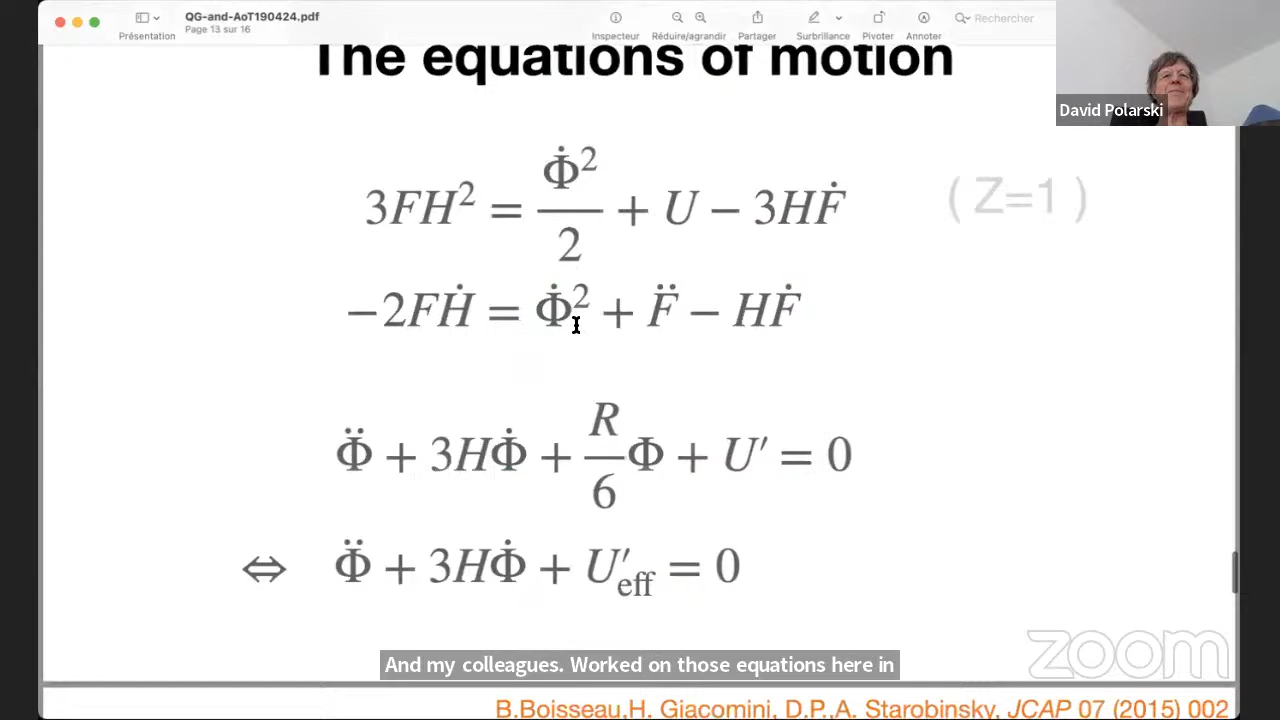 QG-and-AoT190424.pdf
Page 13 sur 16
Présentation
Inspecteur
Réduire/agrandir
Partager
Surbrillance
Pivoter
Annoter
Rechercher
The equations of motion
David Polarski
3FH² = Φ̇²/2 + U − 3HḞ
( Z=1 )
−2FḢ = Φ̇² + F̈ − HḞ
Φ̈ + 3HΦ̇ + R/6 Φ + U′ = 0
⇔ Φ̈ + 3HΦ̇ + U′eff = 0
zoom
And my colleagues. Worked on those equations here in
B.Boisseau,H. Giacomini, D.P.,A. Starobinsky, JCAP 07 (2015) 002